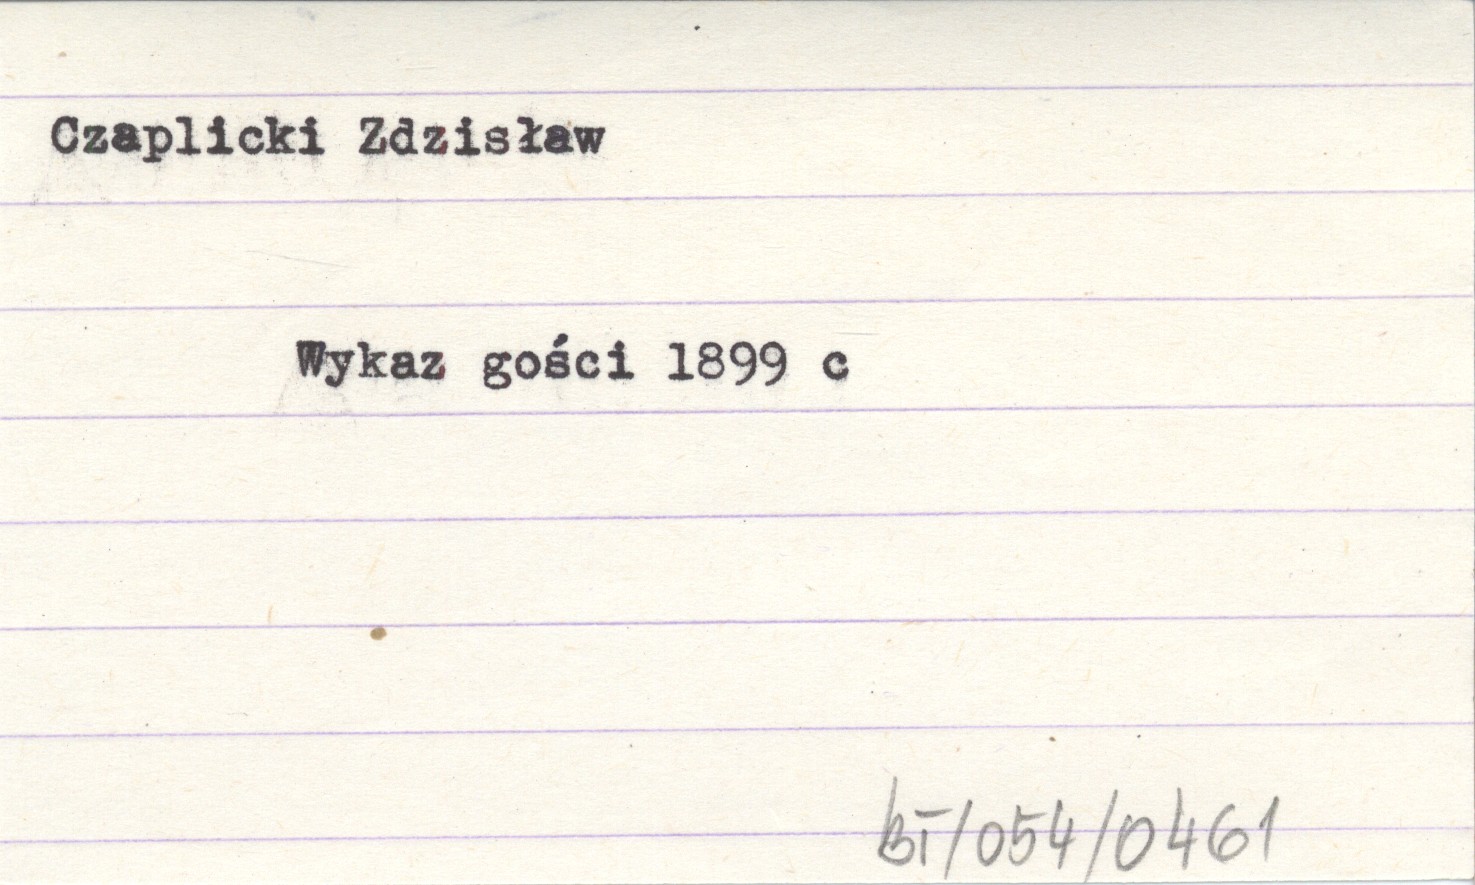 Czaplicki Zdzisław
Wykaz gości 1899 c
BT/054/0461